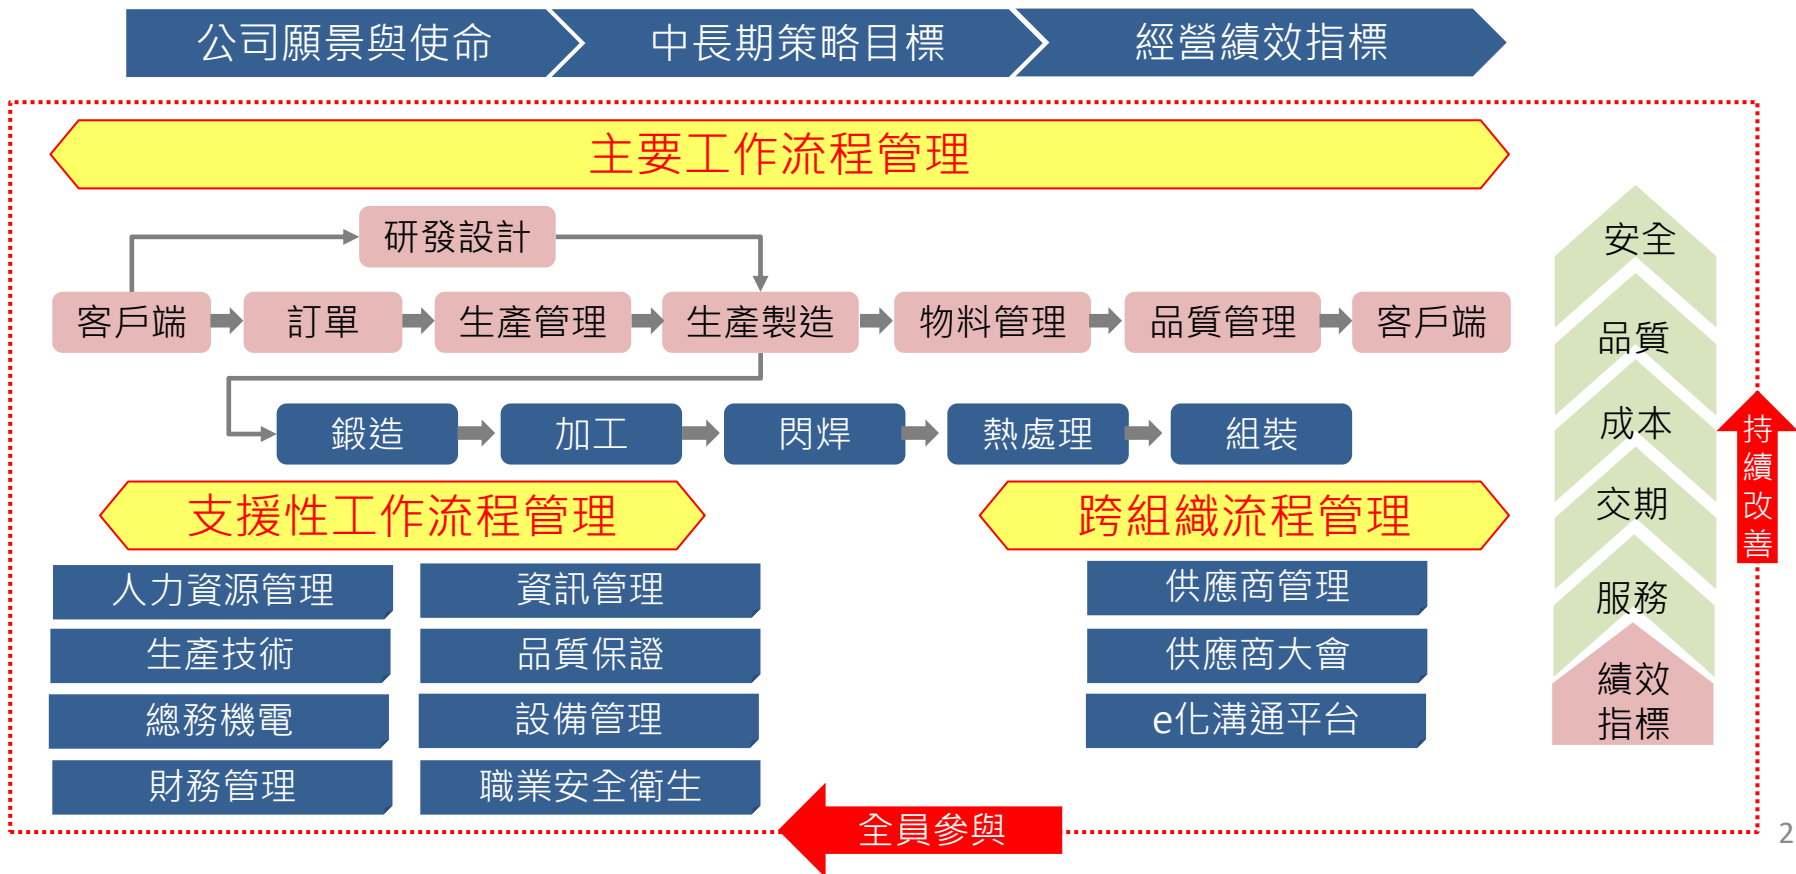 公司願景與使命
中長期策略目標
經營績效指標
主要工作流程管理
研發設計
客戶端
訂單
生產管理
生產製造
物料管理
品質管理
客戶端
鍛造
加工
閃焊
熱處理
組裝
支援性工作流程管理
跨組織流程管理
人力資源管理
資訊管理
生產技術
品質保證
總務機電
設備管理
財務管理
職業安全衛生
供應商管理
供應商大會
e化溝通平台
安全
品質
成本
交期
服務
績效
指標
持
續
改
善
全員參與
2